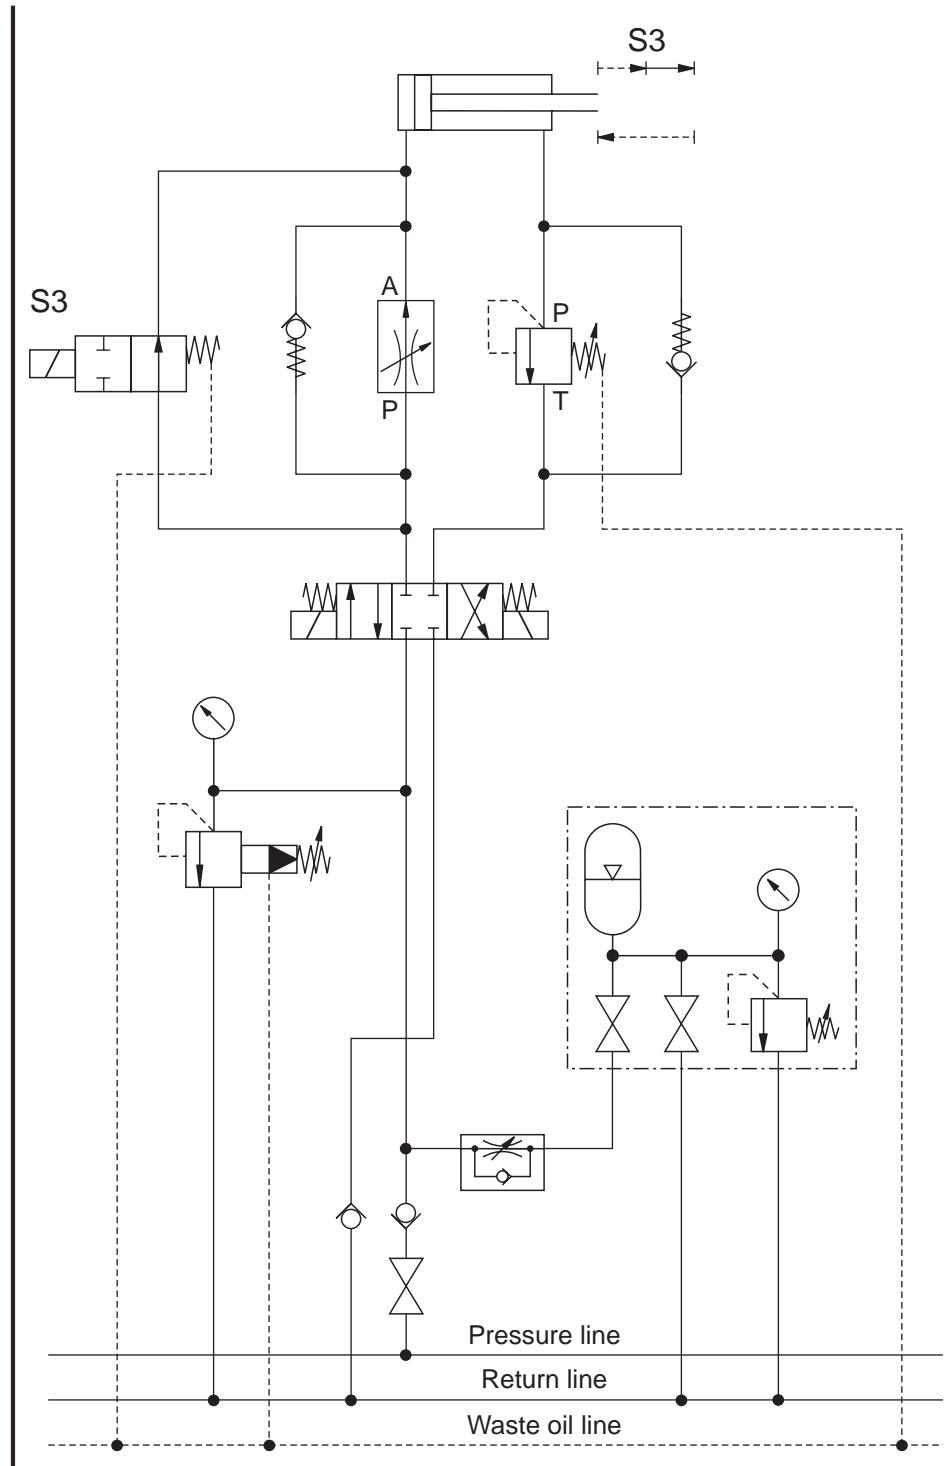 S3
S3
A
P
P
T
Pressure line
Return line
Waste oil line